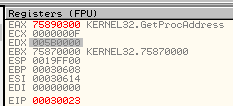 Registers (FPU)
EAX 75890300 KERNEL32.GetProcAddress
ECX 0000000F
EDX 005B0000
EBX 75870000 KERNEL32.75870000
ESP 0019FF00
EBP 00030608
ESI 00030614
EDI 00000000
EIP 00030023